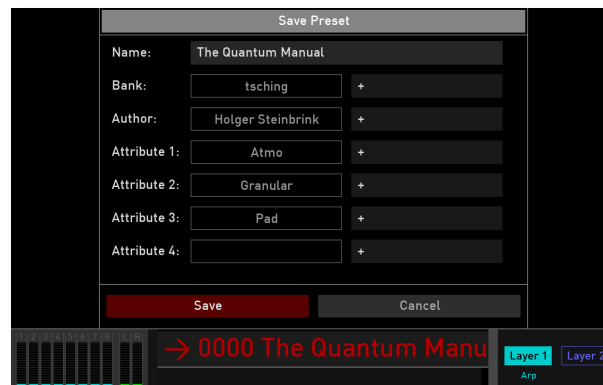 Save Preset
Name: The Quantum Manual
Bank: tsching +
Author: Holger Steinbrink +
Attribute 1: Atmo +
Attribute 2: Granular +
Attribute 3: Pad +
Attribute 4: +
Save Cancel
1 2 3 4 5 6 7 8 L R
→ 0000 The Quantum Manu
Layer 1 Layer 2
Arp